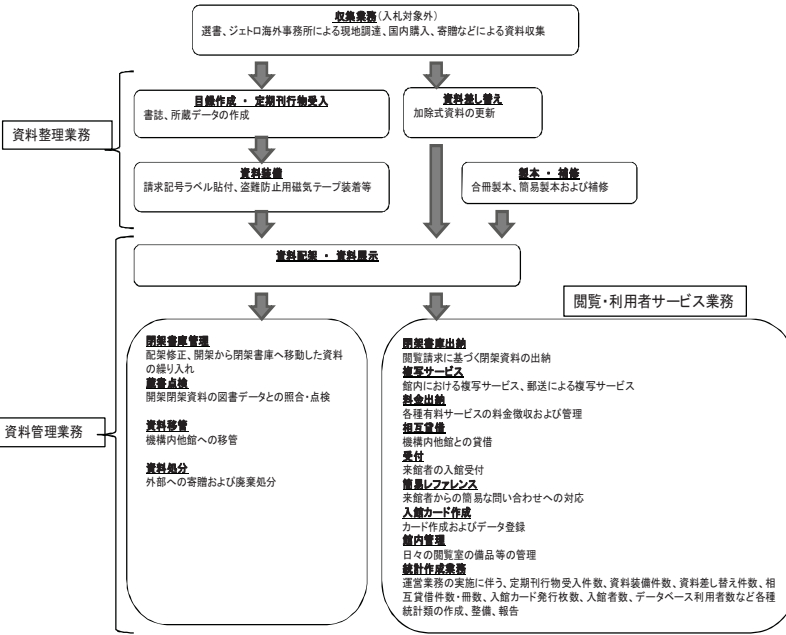 収集業務(入札対象外)
選書、ジェトロ海外事務所による現地調達、国内購入、寄贈などによる資料収集
目録作成 ・ 定期刊行物受入
書誌、所蔵データの作成
資料差し替え
加除式資料の更新
資料整理業務
資料装備
請求記号ラベル貼付、盗難防止用磁気テープ装着等
製本 ・ 補修
合冊製本、簡易製本および補修
資料配架 ・ 資料展示
閲覧・利用者サービス業務
資料管理業務
閉架書庫管理
配架修正、開架から閉架書庫へ移動した資料
の繰り入れ
蔵書点検
開架閉架資料の図書データとの照合・点検
資料移管
機構内他館への移管
資料処分
外部への寄贈および廃棄処分
閉架書庫出納
閲覧請求に基づく閉架資料の出納
複写サービス
館内における複写サービス、郵送による複写サービス
料金出納
各種有料サービスの料金徴収および管理
相互貸借
機構内他館との貸借
受付
来館者の入館受付
簡易レファレンス
来館者からの簡易な問い合わせへの対応
入館カード作成
カード作成およびデータ登録
館内管理
日々の閲覧室の備品等の管理
統計作成業務
運営業務の実施に伴う、定期刊行物受入件数、資料装備件数、資料差し替え件数、相
互貸借件数・冊数、入館カード発行枚数、入館者数、データベース利用者数など各種
統計類の作成、整備、報告